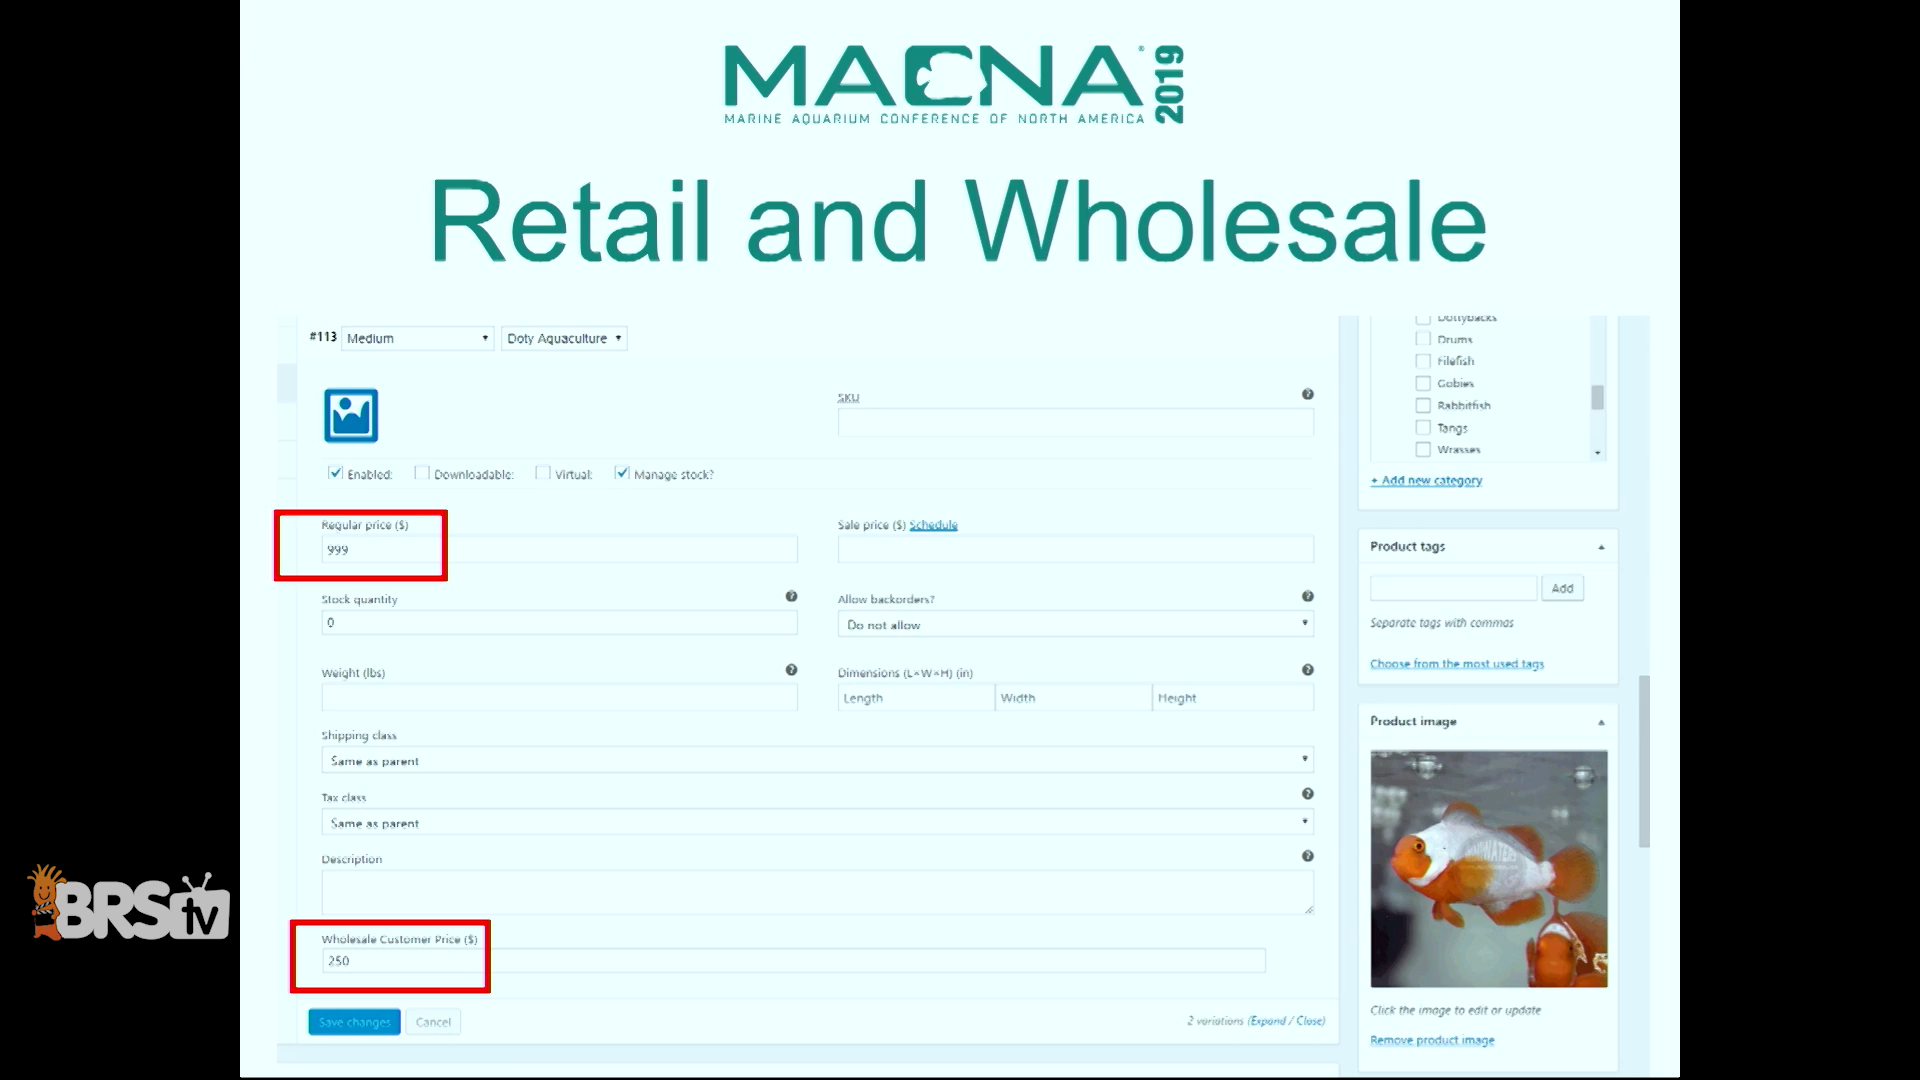 MACNA® 2019
MARINE AQUARIUM CONFERENCE OF NORTH AMERICA
Retail and Wholesale
#113 Medium Doty Aquaculture
SKU
Enabled: Downloadable: Virtual: Manage stock?
Regular price ($)
999
Sale price ($) Schedule
Stock quantity
0
Allow backorders?
Do not allow
Weight (lbs)
Dimensions (L×W×H) (in)
Length Width Height
Shipping class
Same as parent
Tax class
Same as parent
Description
Wholesale Customer Price ($)
250
Save changes Cancel
2 variations (Expand / Close)
Dottybacks
Drums
Filefish
Gobies
Rabbitfish
Tangs
Wrasses
+ Add new category
Product tags
Add
Separate tags with commas
Choose from the most used tags
Product image
Click the image to edit or update
Remove product image
BRStv